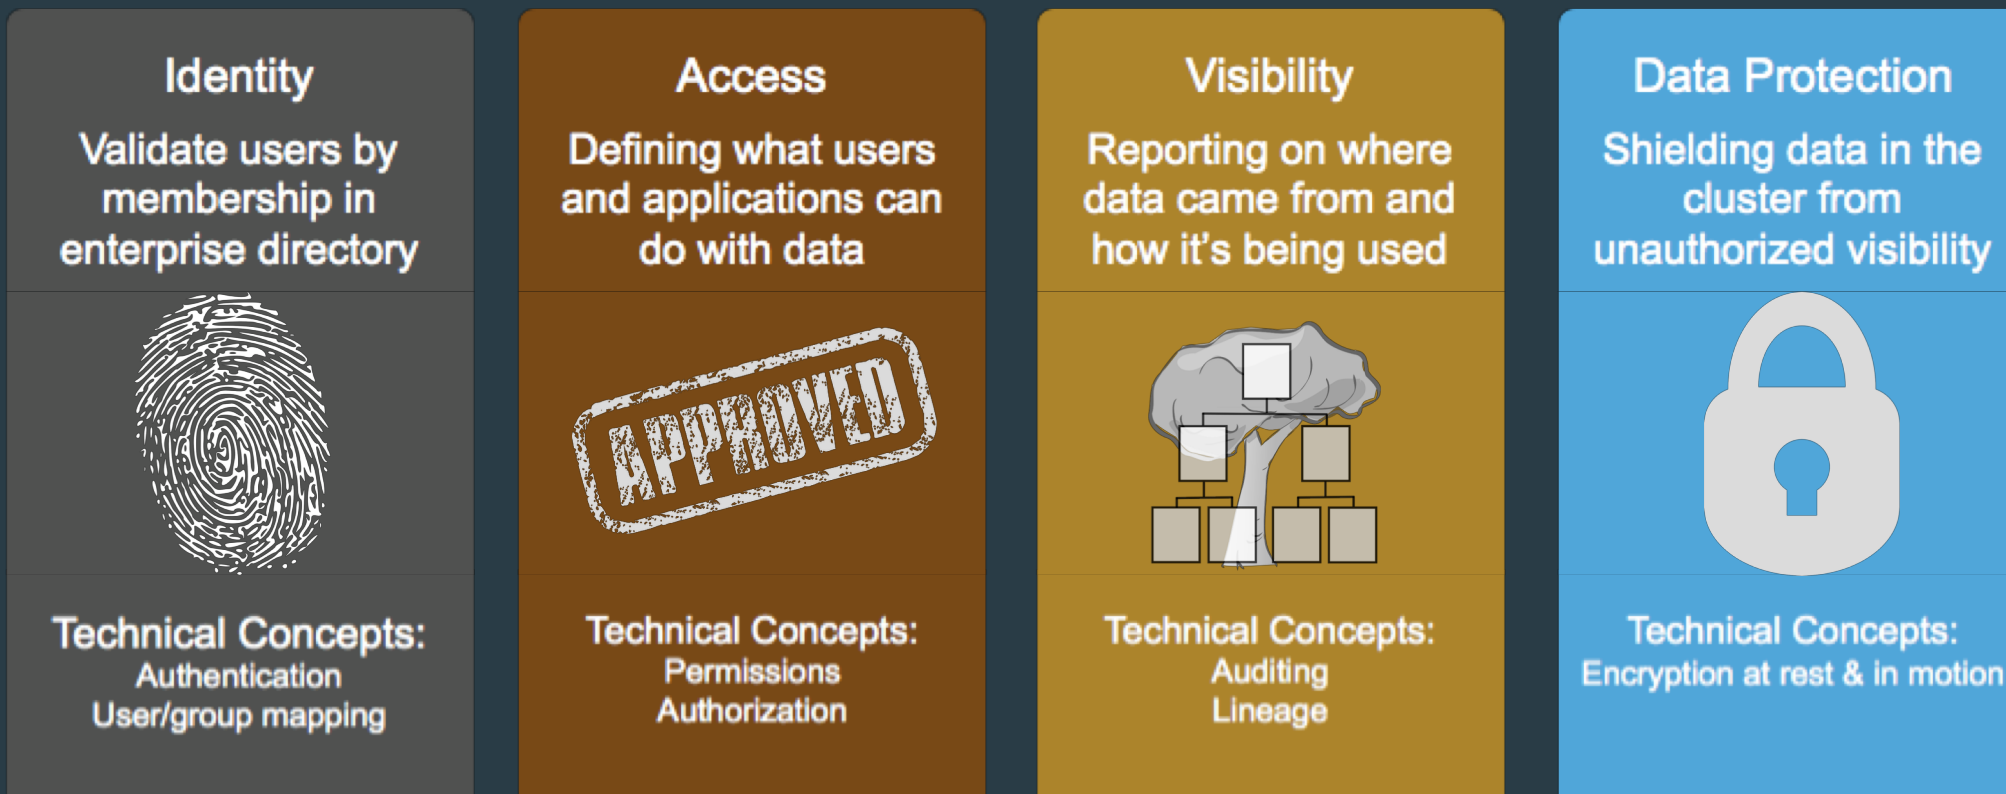 Identity
Validate users by
membership in
enterprise directory
Technical Concepts:
Authentication
User/group mapping
Access
Defining what users
and applications can
do with data
APPROVED
Technical Concepts:
Permissions
Authorization
Visibility
Reporting on where
data came from and
how it's being used
Technical Concepts:
Auditing
Lineage
Data Protection
Shielding data in the
cluster from
unauthorized visibility
Technical Concepts:
Encryption at rest & in motion